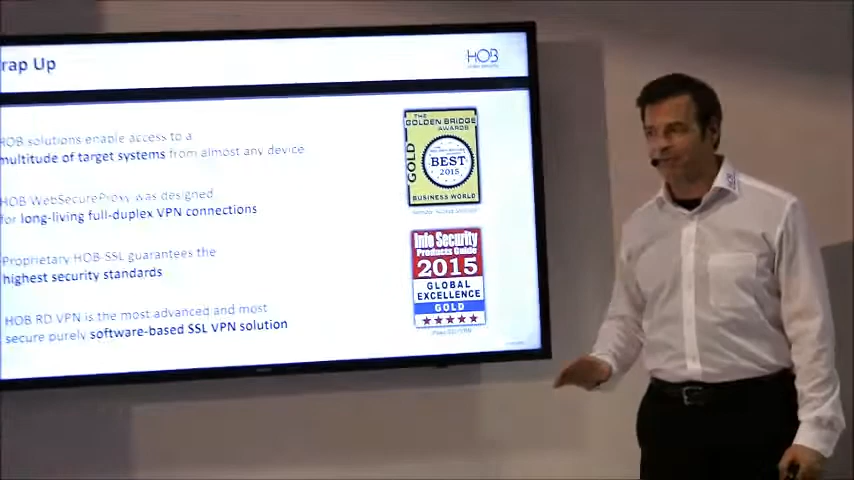 rap Up
HOB
HOB solutions enable access to a
multitude of target systems from almost any device
HOB WebSecureProxy was designed
for long-living full-duplex VPN connections
Proprietary HOB-SSL guarantees the
highest security standards
HOB RD VPN is the most advanced and most
secure purely software-based SSL VPN solution
THE
GOLDEN BRIDGE
AWARDS
GOLD
BEST
2015
BUSINESS WORLD
Info Security
Products Guide
2015
GLOBAL
EXCELLENCE
GOLD